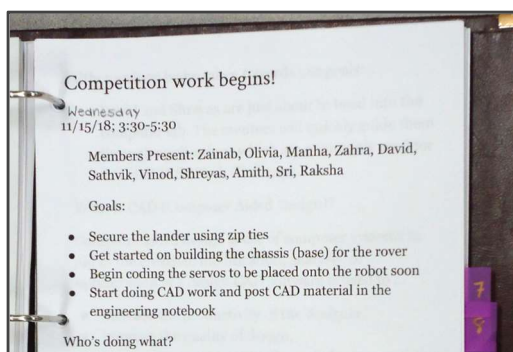 Competition work begins!
Wednesday
11/15/18; 3:30-5:30
Members Present: Zainab, Olivia, Manha, Zahra, David,
Sathvik, Vinod, Shreyas, Amith, Sri, Raksha
Goals:
• Secure the lander using zip ties
• Get started on building the chassis (base) for the rover
• Begin coding the servos to be placed onto the robot soon
• Start doing CAD work and post CAD material in the
engineering notebook
Who's doing what?
7
8